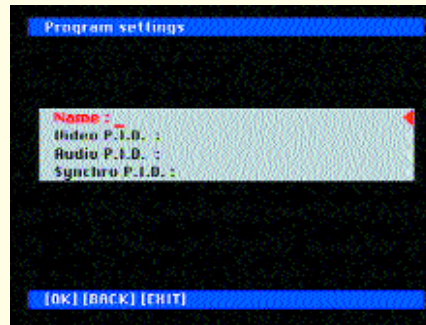 Program settings
Name : _
Video P.I.D. :
Audio P.I.D. :
Synchro P.I.D. :
[OK] [BACK] [EXIT]